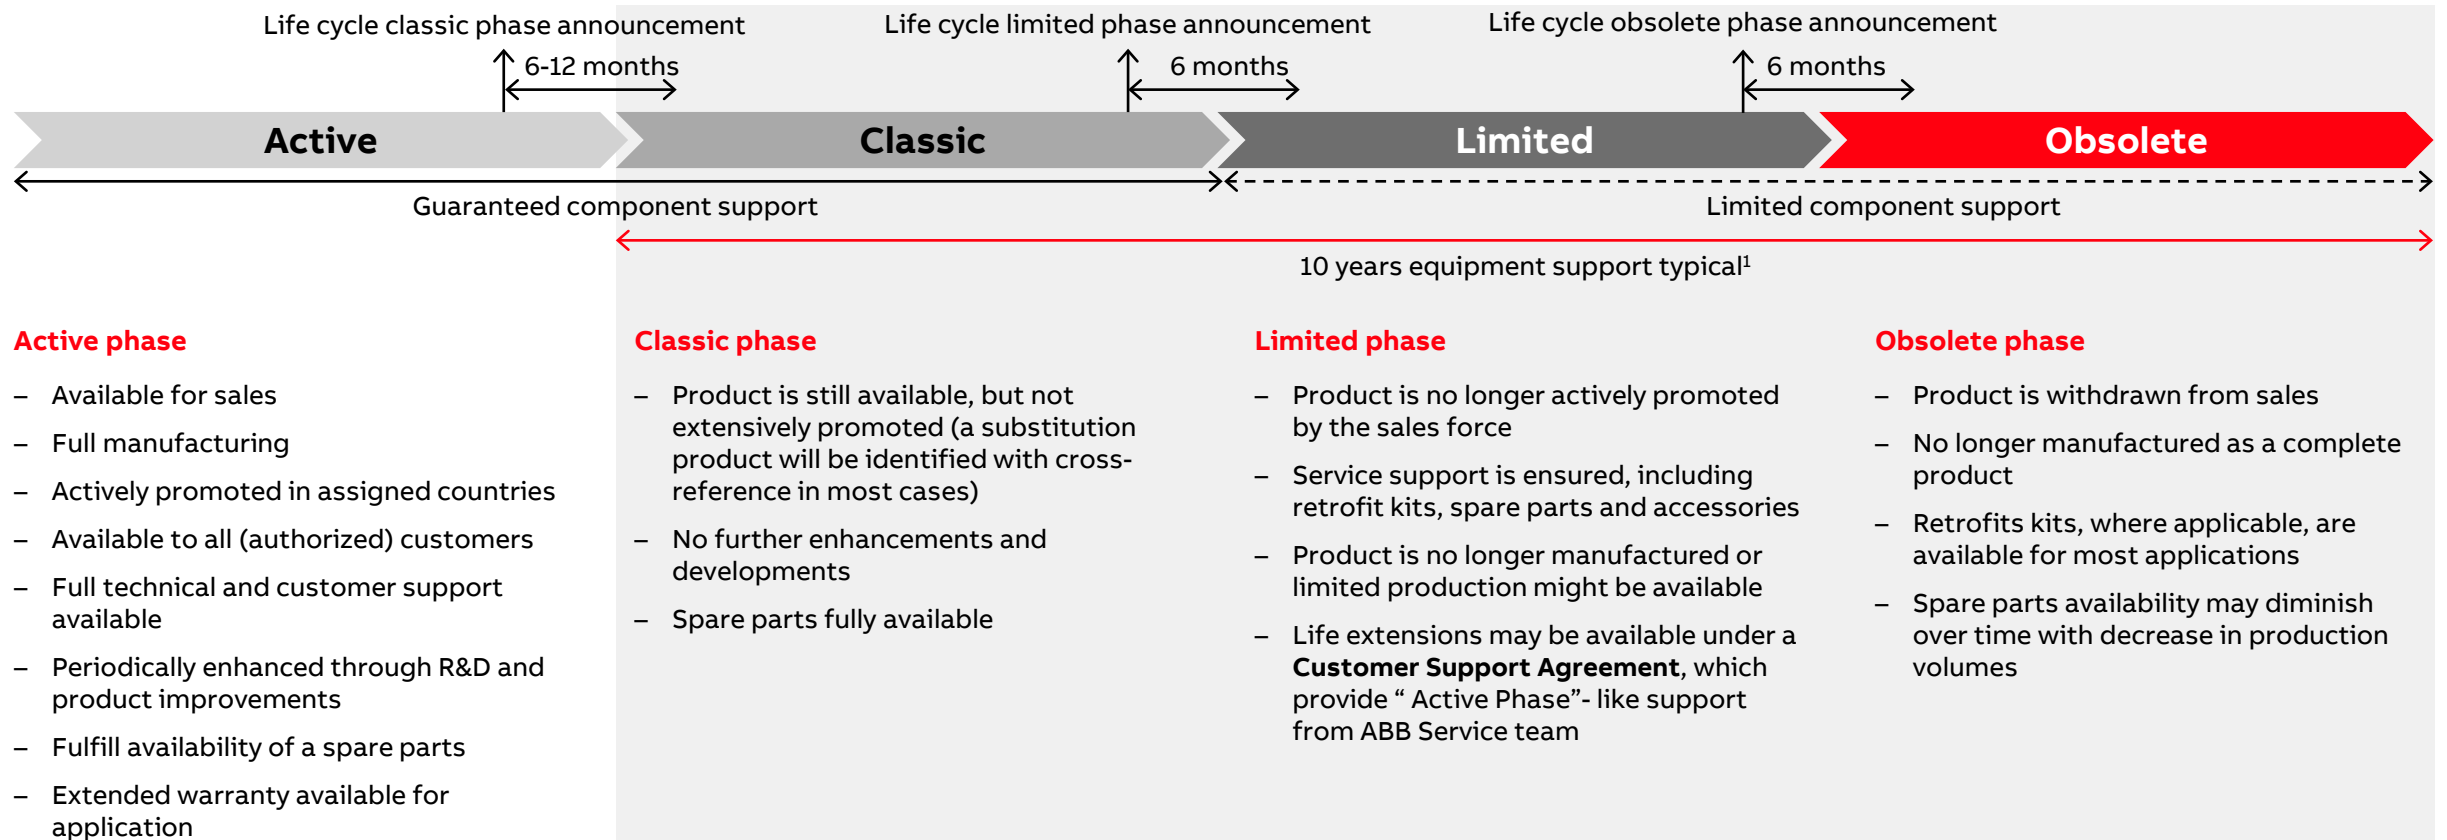 Life cycle classic phase announcement
Life cycle limited phase announcement
Life cycle obsolete phase announcement
6-12 months
6 months
6 months
Active
Classic
Limited
Obsolete
Guaranteed component support
Limited component support
10 years equipment support typical¹
Active phase
– Available for sales
– Full manufacturing
– Actively promoted in assigned countries
– Available to all (authorized) customers
– Full technical and customer support
available
– Periodically enhanced through R&D and
product improvements
– Fulfill availability of a spare parts
– Extended warranty available for
application
Classic phase
– Product is still available, but not
extensively promoted (a substitution
product will be identified with cross-
reference in most cases)
– No further enhancements and
developments
– Spare parts fully available
Limited phase
– Product is no longer actively promoted
by the sales force
– Service support is ensured, including
retrofit kits, spare parts and accessories
– Product is no longer manufactured or
limited production might be available
– Life extensions may be available under a
Customer Support Agreement, which
provide “ Active Phase”- like support
from ABB Service team
Obsolete phase
– Product is withdrawn from sales
– No longer manufactured as a complete
product
– Retrofits kits, where applicable, are
available for most applications
– Spare parts availability may diminish
over time with decrease in production
volumes